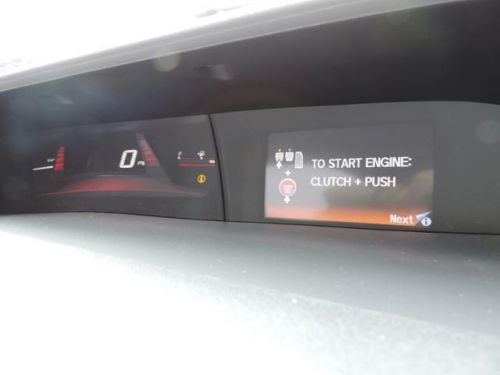 0
TO START ENGINE:
CLUTCH + PUSH
Next